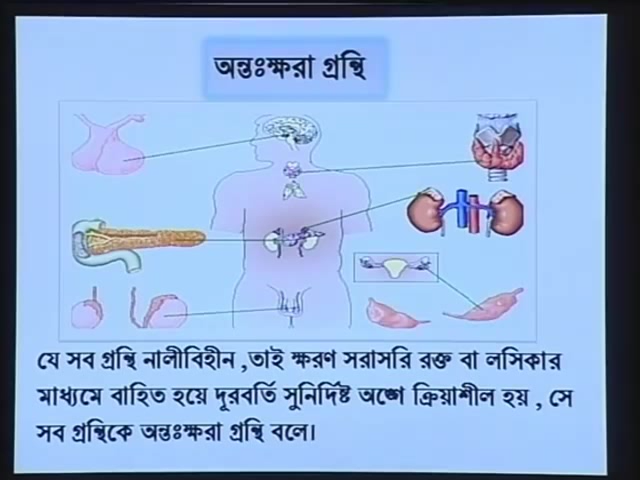 অন্তঃক্ষরা গ্রন্থি
যে সব গ্রন্থি নালীবিহীন ,তাই ক্ষরণ সরাসরি রক্ত বা লসিকার
মাধ্যমে বাহিত হয়ে দূরবর্তি সুনির্দিষ্ট অঙ্গে ক্রিয়াশীল হয় , সে
সব গ্রন্থিকে অন্তঃক্ষরা গ্রন্থি বলে।